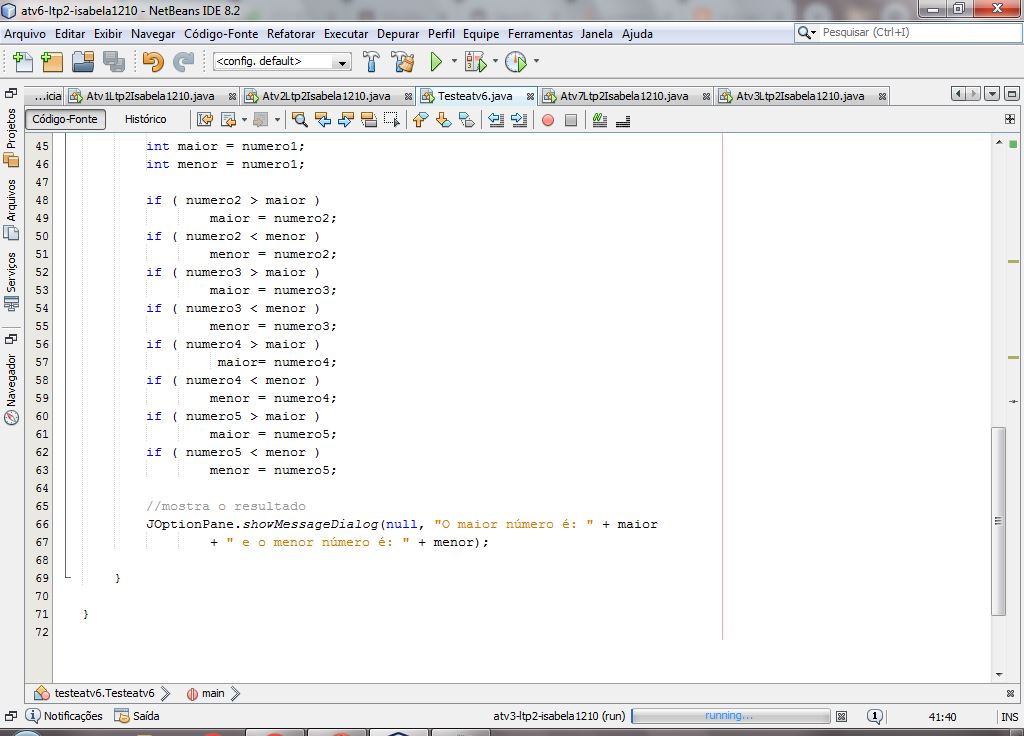 atv6-ltp2-isabela1210 - NetBeans IDE 8.2
Arquivo Editar Exibir Navegar Código-Fonte Refatorar Executar Depurar Perfil Equipe Ferramentas Janela Ajuda
Pesquisar (Ctrl+I)
<config. default>
...icia Atv1Ltp2Isabela1210.java Atv2Ltp2Isabela1210.java Testeatv6.java Atv7Ltp2Isabela1210.java Atv3Ltp2Isabela1210.java
Código-Fonte Histórico
Projetos
Arquivos
Serviços
Navegador
45 int maior = numero1;
46 int menor = numero1;
47
48 if ( numero2 > maior )
49 maior = numero2;
50 if ( numero2 < menor )
51 menor = numero2;
52 if ( numero3 > maior )
53 maior = numero3;
54 if ( numero3 < menor )
55 menor = numero3;
56 if ( numero4 > maior )
57 maior= numero4;
58 if ( numero4 < menor )
59 menor = numero4;
60 if ( numero5 > maior )
61 maior = numero5;
62 if ( numero5 < menor )
63 menor = numero5;
64
65 //mostra o resultado
66 JOptionPane.showMessageDialog(null, "O maior número é: " + maior
67 + " e o menor número é: " + menor);
68
69 }
70
71 }
72
testeatv6.Testeatv6 main
Notificações Saída atv3-ltp2-isabela1210 (run) running... 1 41:40 INS